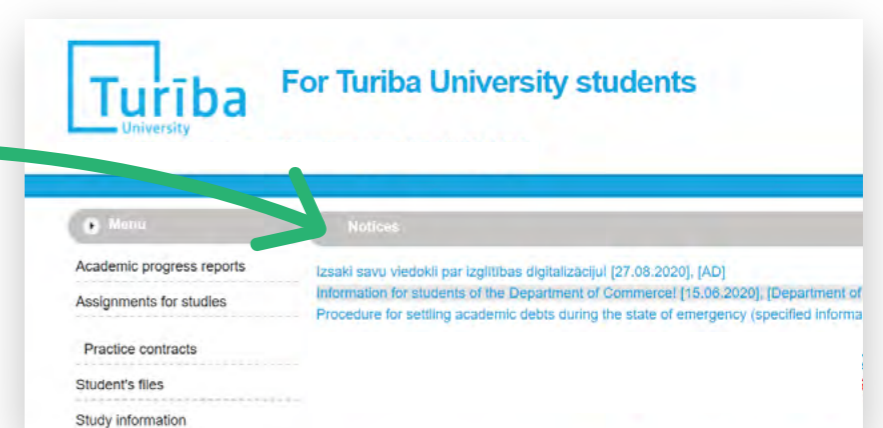 Turība
University
For Turiba University students
Menu
Notices
Academic progress reports
Assignments for studies
Practice contracts
Student's files
Study information
Izsaki savu viedokli par izglītības digitalizāciju! [27.08.2020], [AD]
Information for students of the Department of Commerce! [15.06.2020], [Department of
Procedure for settling academic debts during the state of emergency (specified informa